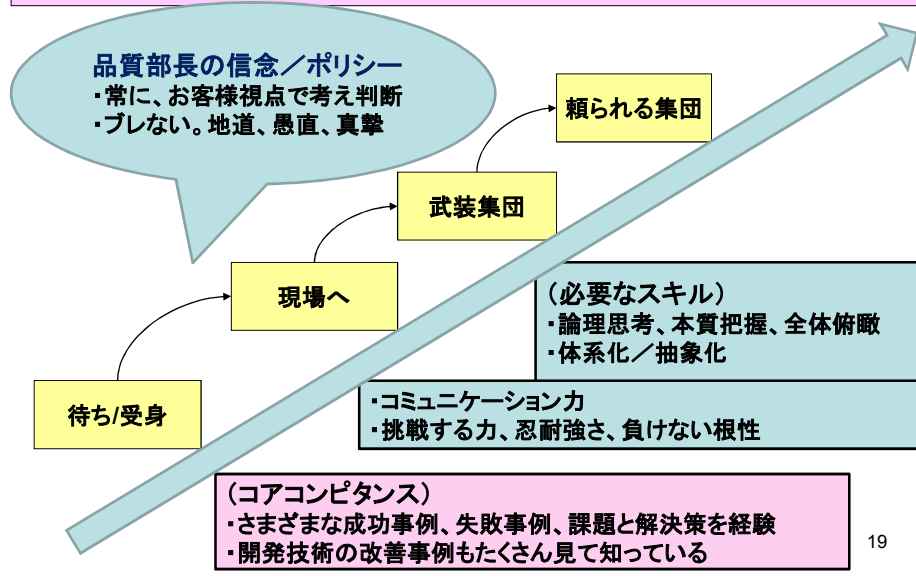 品質部長の信念／ポリシー
・常に、お客様視点で考え判断
・ブレない。地道、愚直、真摯
頼られる集団
武装集団
現場へ
待ち/受身
（必要なスキル）
・論理思考、本質把握、全体俯瞰
・体系化／抽象化
・コミュニケーション力
・挑戦する力、忍耐強さ、負けない根性
（コアコンピタンス）
・さまざまな成功事例、失敗事例、課題と解決策を経験
・開発技術の改善事例もたくさん見て知っている
19